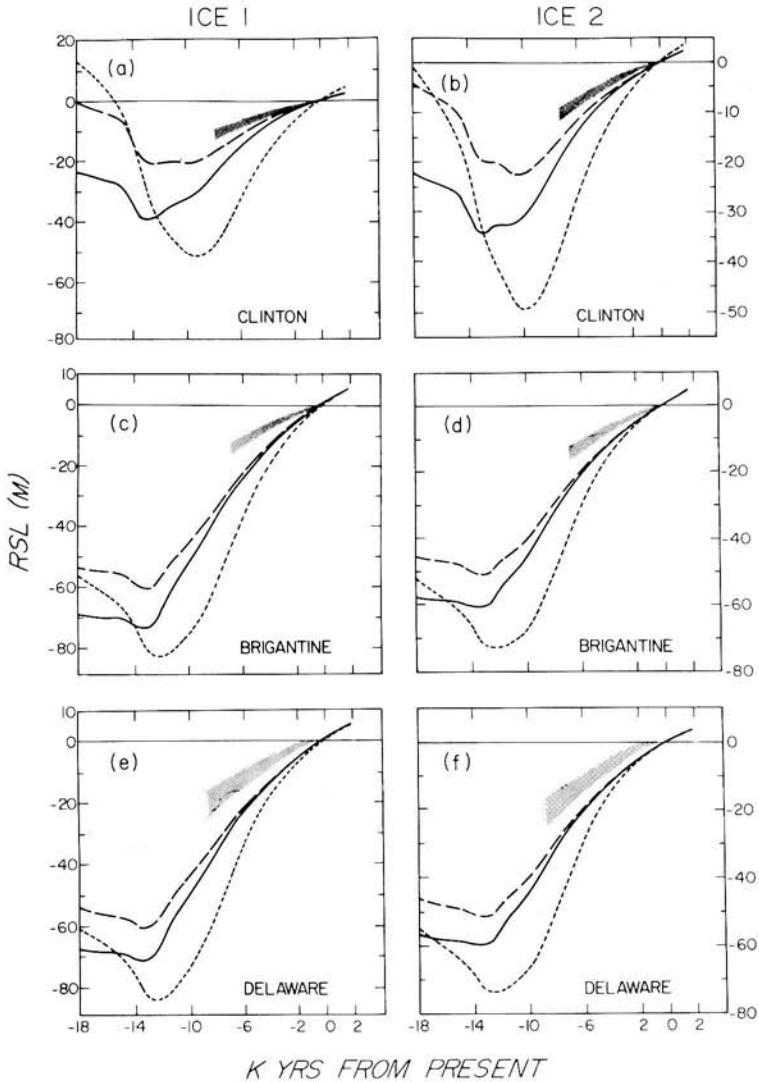 ICE 1 ICE 2
20
0
-20
-40
-60
-80
(a)
CLINTON
(b)
CLINTON
0
-10
-20
-30
-40
-50
10
0
-20
-40
-60
-80
(c)
BRIGANTINE
(d)
BRIGANTINE
0
-20
-40
-60
-80
RSL (M)
10
0
-20
-40
-60
-80
(e)
DELAWARE
(f)
DELAWARE
0
-20
-40
-60
-80
-18 -14 -10 -6 -2 0 2
-18 -14 -10 -6 2 0 2
K YRS FROM PRESENT